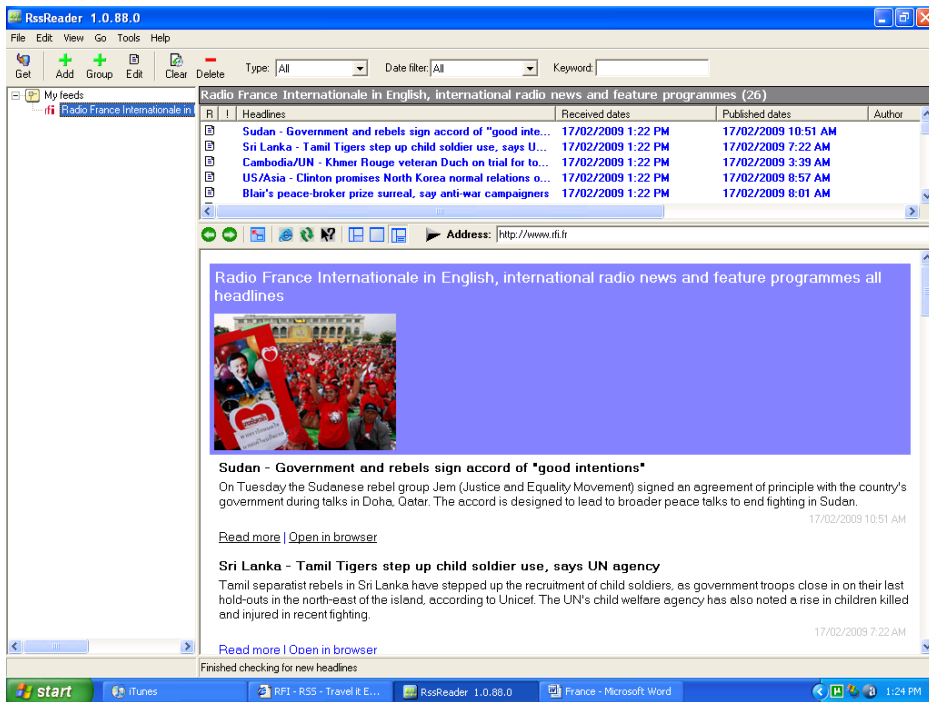 RssReader 1.0.88.0
File Edit View Go Tools Help
Get Add Group Edit Clear Delete Type: All Date filter: All Keyword:
My feeds
rfi Radio France Internationale in
Radio France Internationale in English, international radio news and feature programmes (26)
R ! Headlines Received dates Published dates Author
Sudan - Government and rebels sign accord of "good inte... 17/02/2009 1:22 PM 17/02/2009 10:51 AM
Sri Lanka - Tamil Tigers step up child soldier use, says U... 17/02/2009 1:22 PM 17/02/2009 7:22 AM
Cambodia/UN - Khmer Rouge veteran Duch on trial for to... 17/02/2009 1:22 PM 17/02/2009 3:39 AM
US/Asia - Clinton promises North Korea normal relations o... 17/02/2009 1:22 PM 17/02/2009 8:57 AM
Blair's peace-broker prize surreal, say anti-war campaigners 17/02/2009 1:22 PM 17/02/2009 8:01 AM
Address: http://www.rfi.fr
Radio France Internationale in English, international radio news and feature programmes all
headlines
Sudan - Government and rebels sign accord of "good intentions"
On Tuesday the Sudanese rebel group Jem (Justice and Equality Movement) signed an agreement of principle with the country's
government during talks in Doha, Qatar. The accord is designed to lead to broader peace talks to end fighting in Sudan.
17/02/2009 10:51 AM
Read more | Open in browser
Sri Lanka - Tamil Tigers step up child soldier use, says UN agency
Tamil separatist rebels in Sri Lanka have stepped up the recruitment of child soldiers, as government troops close in on their last
hold-outs in the north-east of the island, according to Unicef. The UN's child welfare agency has also noted a rise in children killed
and injured in recent fighting.
17/02/2009 7:22 AM
Read more | Open in browser
Finished checking for new headlines
start iTunes RFI - RSS - Travel it E... RssReader 1.0.88.0 France - Microsoft Word 1:24 PM